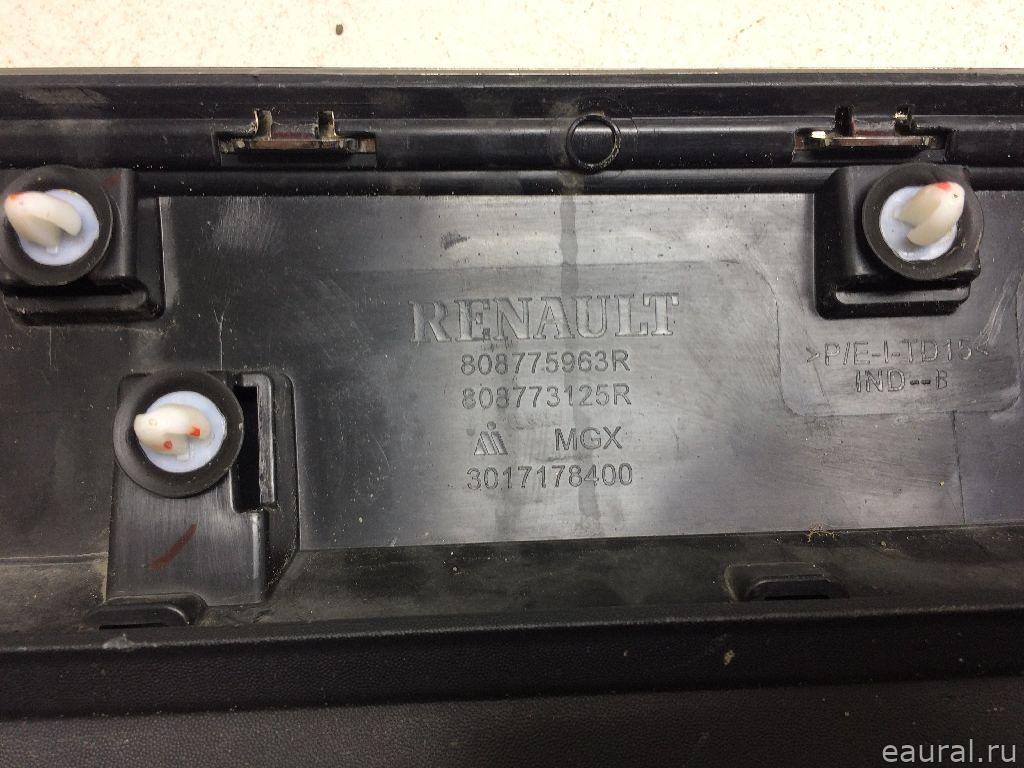 RENAULT
808775963R
808773125R
MGX
3017178400
>P/E-I-TD15<
IND--B
eaural.ru